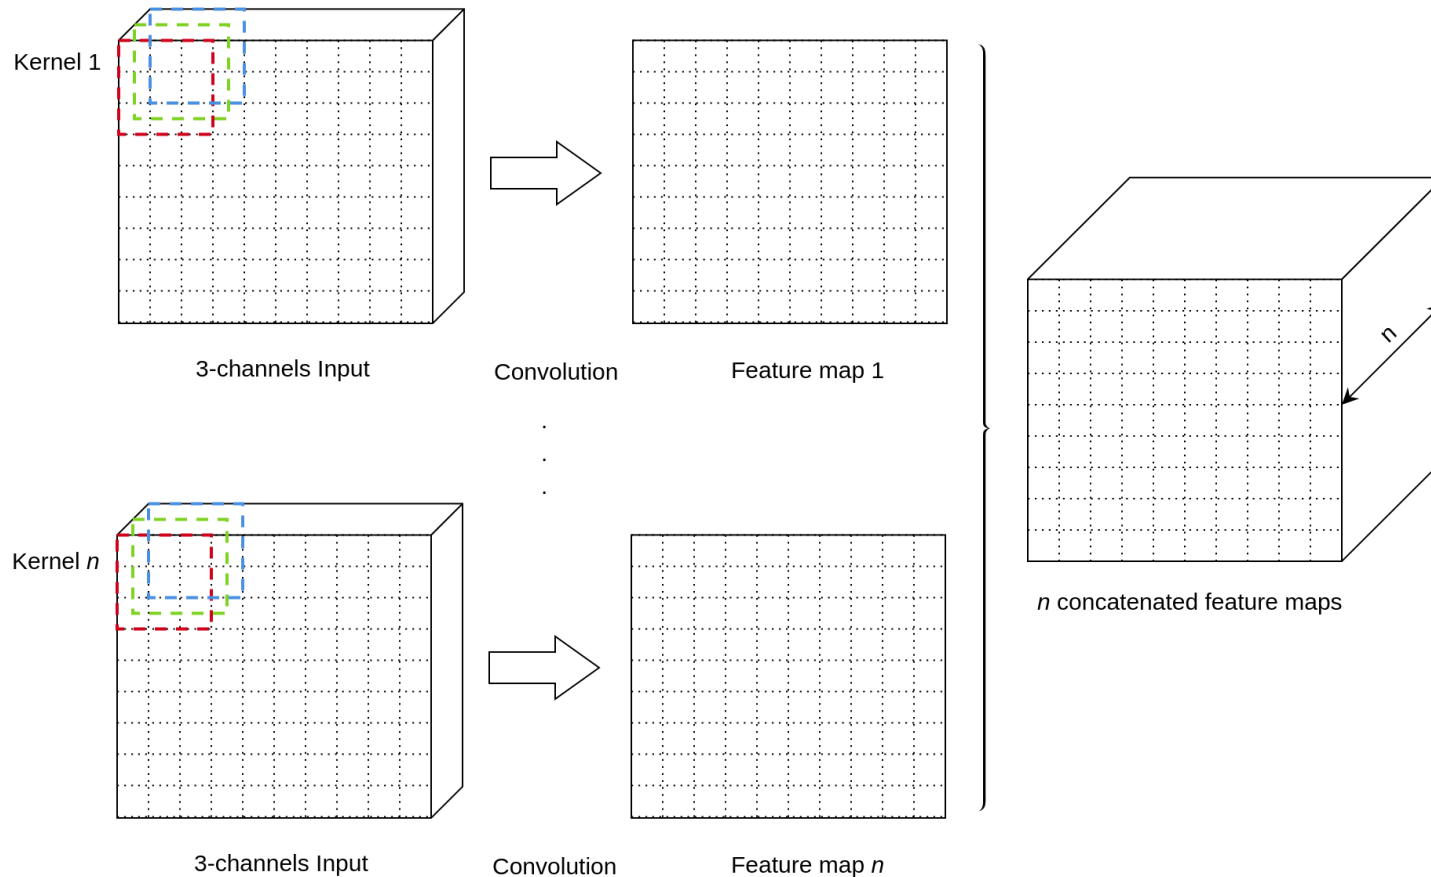 Kernel 1
3-channels Input
Convolution
Feature map 1
.
.
.
Kernel n
3-channels Input
Convolution
Feature map n
n
n concatenated feature maps